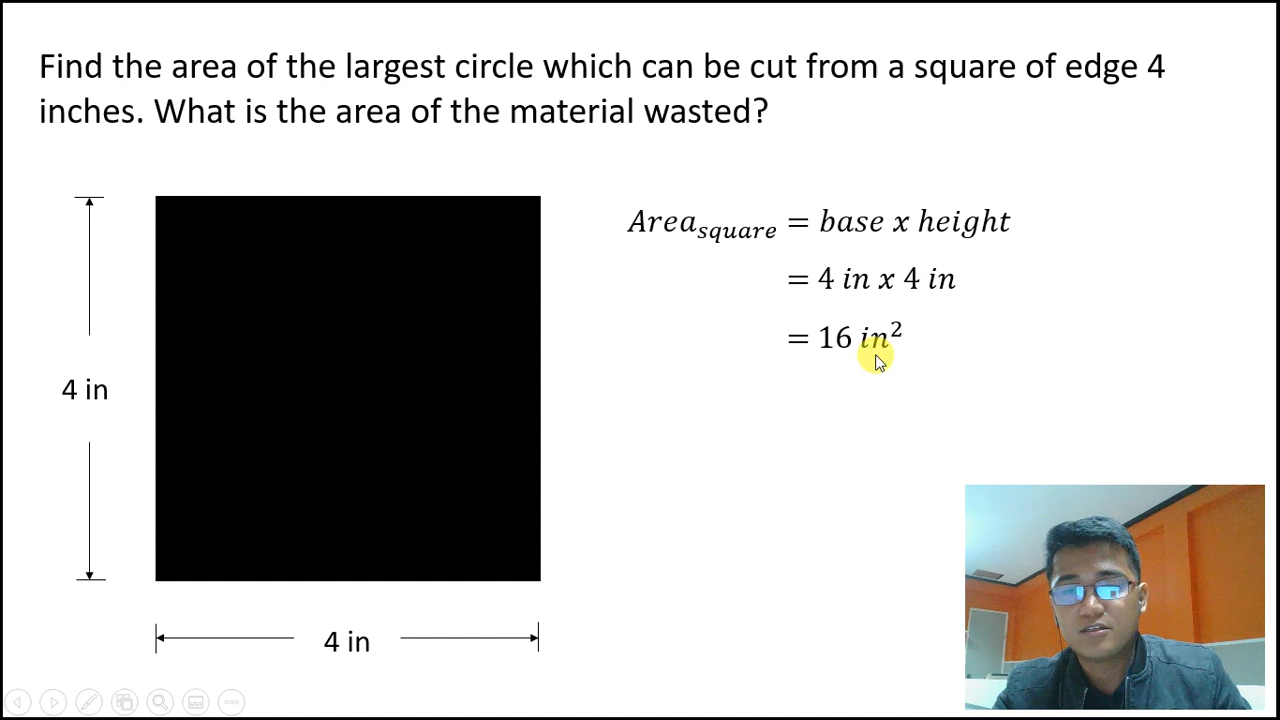 Find the area of the largest circle which can be cut from a square of edge 4
inches. What is the area of the material wasted?
Area_square = base x height
= 4 in x 4 in
= 16 in²
4 in
4 in